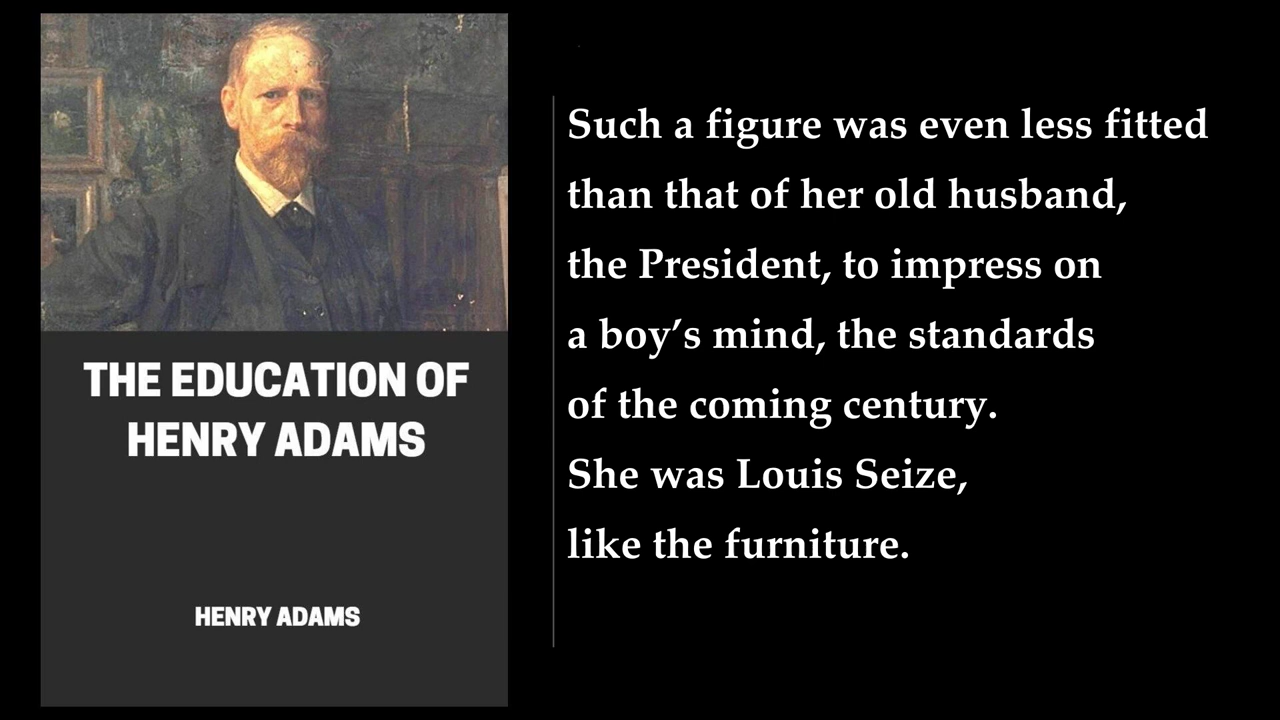 THE EDUCATION OF
HENRY ADAMS
HENRY ADAMS
Such a figure was even less fitted
than that of her old husband,
the President, to impress on
a boy’s mind, the standards
of the coming century.
She was Louis Seize,
like the furniture.